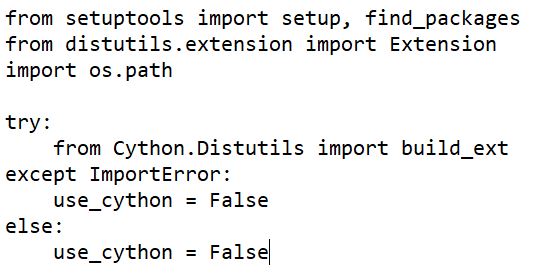 from setuptools import setup, find_packages
from distutils.extension import Extension
import os.path

try:
    from Cython.Distutils import build_ext
except ImportError:
    use_cython = False
else:
    use_cython = False